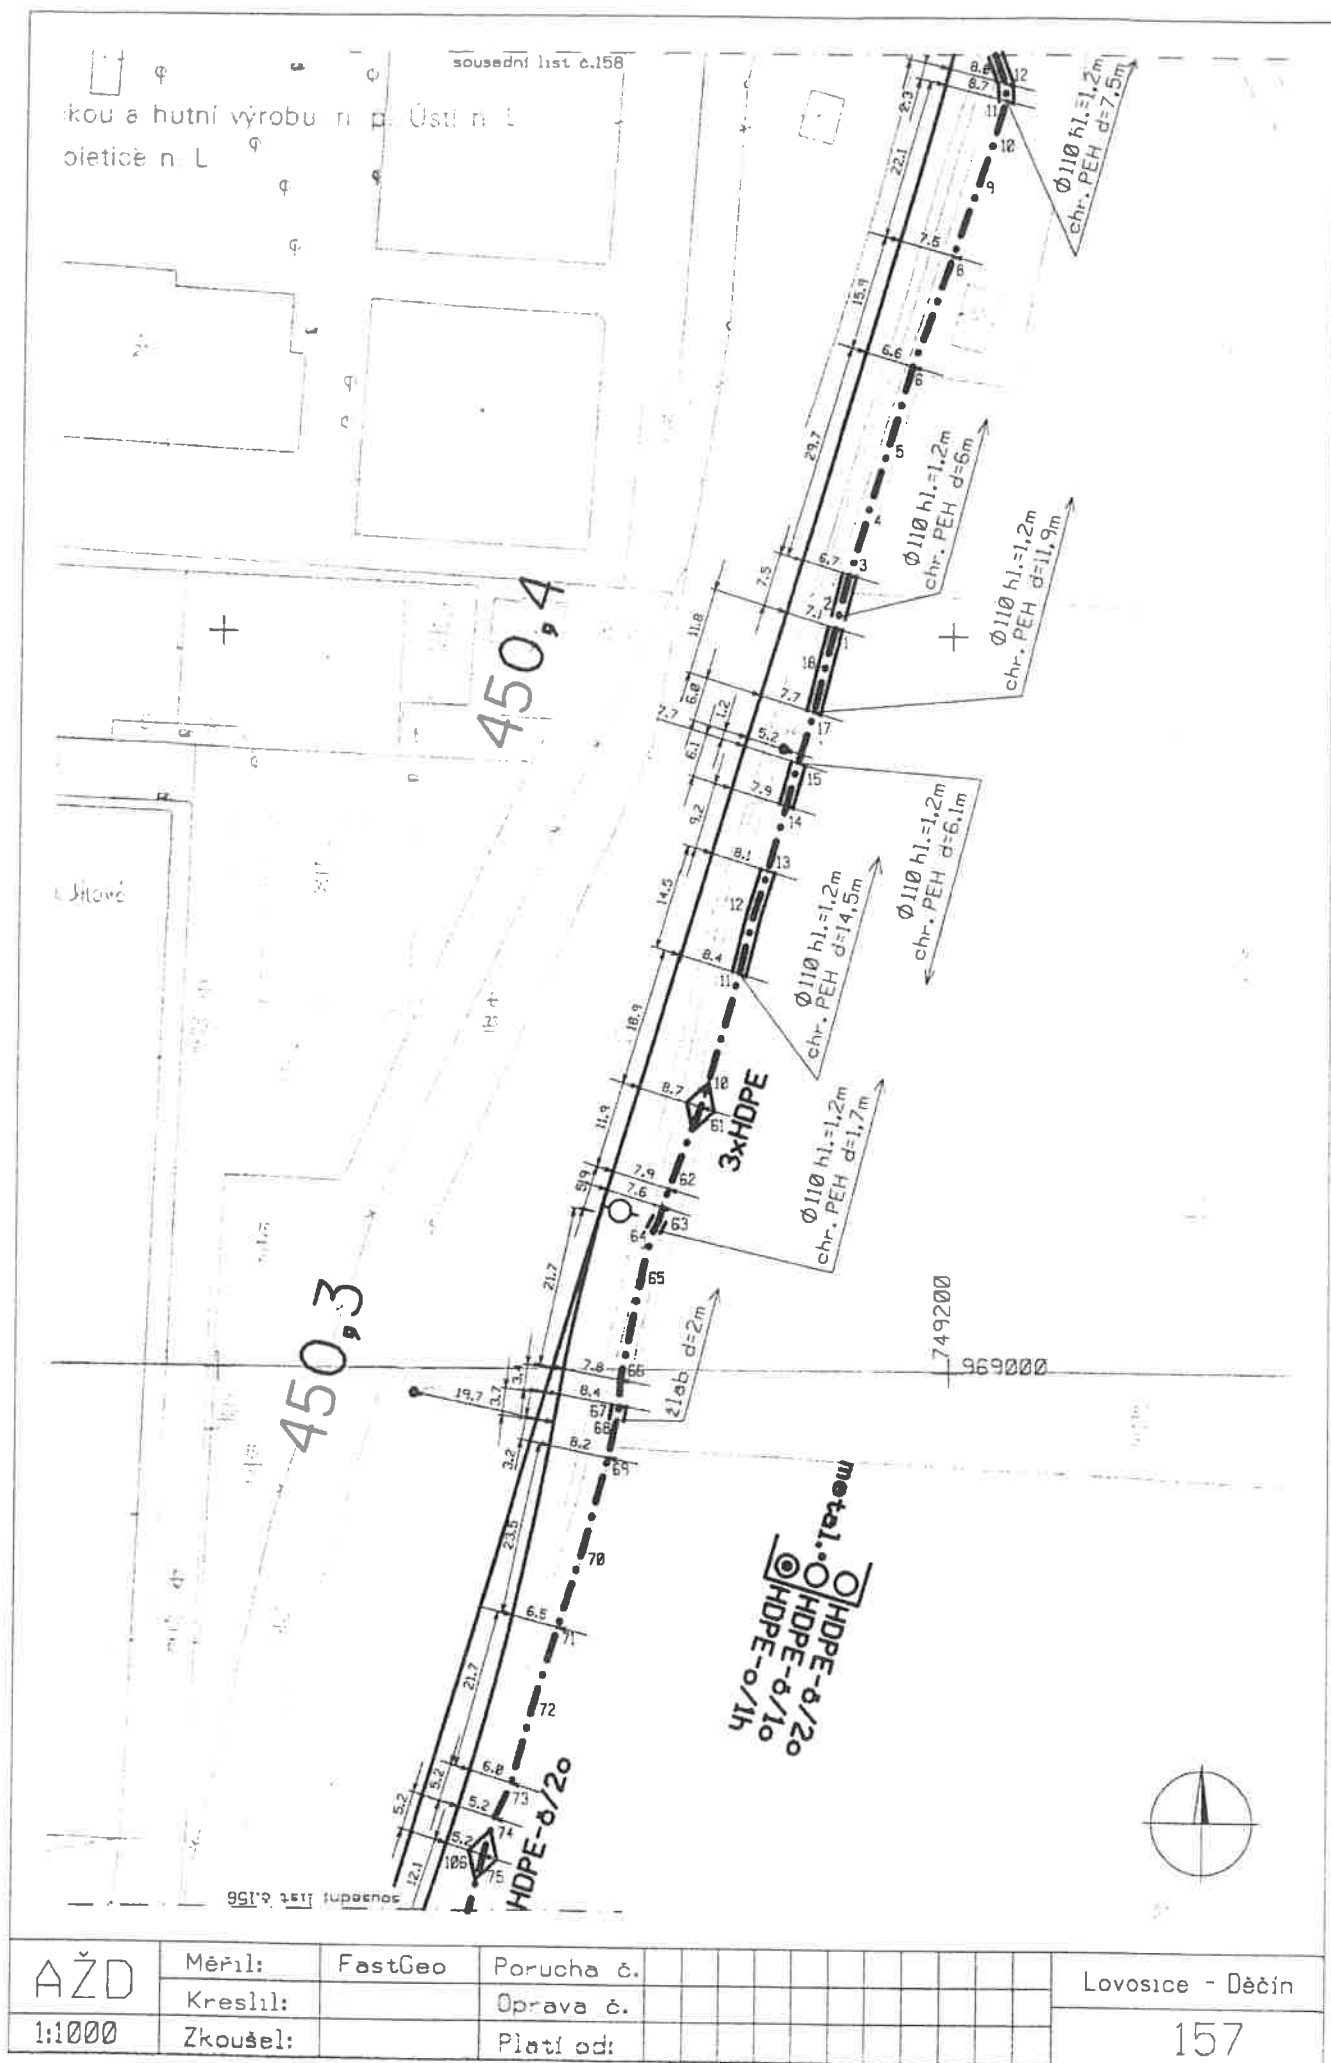 sousední list č.158
kou a hutní výrobu n p Ústí n L
pletice n L
8.6
12
8.7
11
2.3
10
22.1
9
Ø110 hl.=1,2m
chr. PEH d=7,5m
7.6
8
15.9
6.6
6
29.7
5
4
Ø110 hl.=1,2m
chr. PEH d=6m
6.7
3
7.5
2
7.1
1
11.8
18
Ø110 hl.=1,2m
chr. PEH d=11,9m
450,4
6.0
7.7
7.7
17
1.2
5.2
6.1
15
7.9
14
9.2
Ø110 hl.=1,2m
chr. PEH d=6,1m
8.1
13
14.5
12
8.4
11
Ø110 hl.=1,2m
chr. PEH d=14,5m
18.9
8.7
10
61
3xHDPE
11.9
7.9
62
5.9
7.6
63
64
Ø110 hl.=1,2m
chr. PEH d=1,7m
65
21.7
450,3
749200
969000
7.8
66
3.4
8.4
67
3.7
19.7
68
žlab d=2m
8.2
69
3.2
23.5
70
metal.
HDPE-o/1h
HDPE-ö/1o
HDPE-ö/2o
6.6
71
21.7
72
6.0
73
5.2
5.2
5.2
74
5.2
106
75
12.1
HDPE-ö/2o
sousední list č.156
AŽD
Měřil:
FastGeo
Porucha č.
Kreslil:
Oprava č.
Lovosice - Děčín
1:1000
Zkoušel:
Platí od:
157